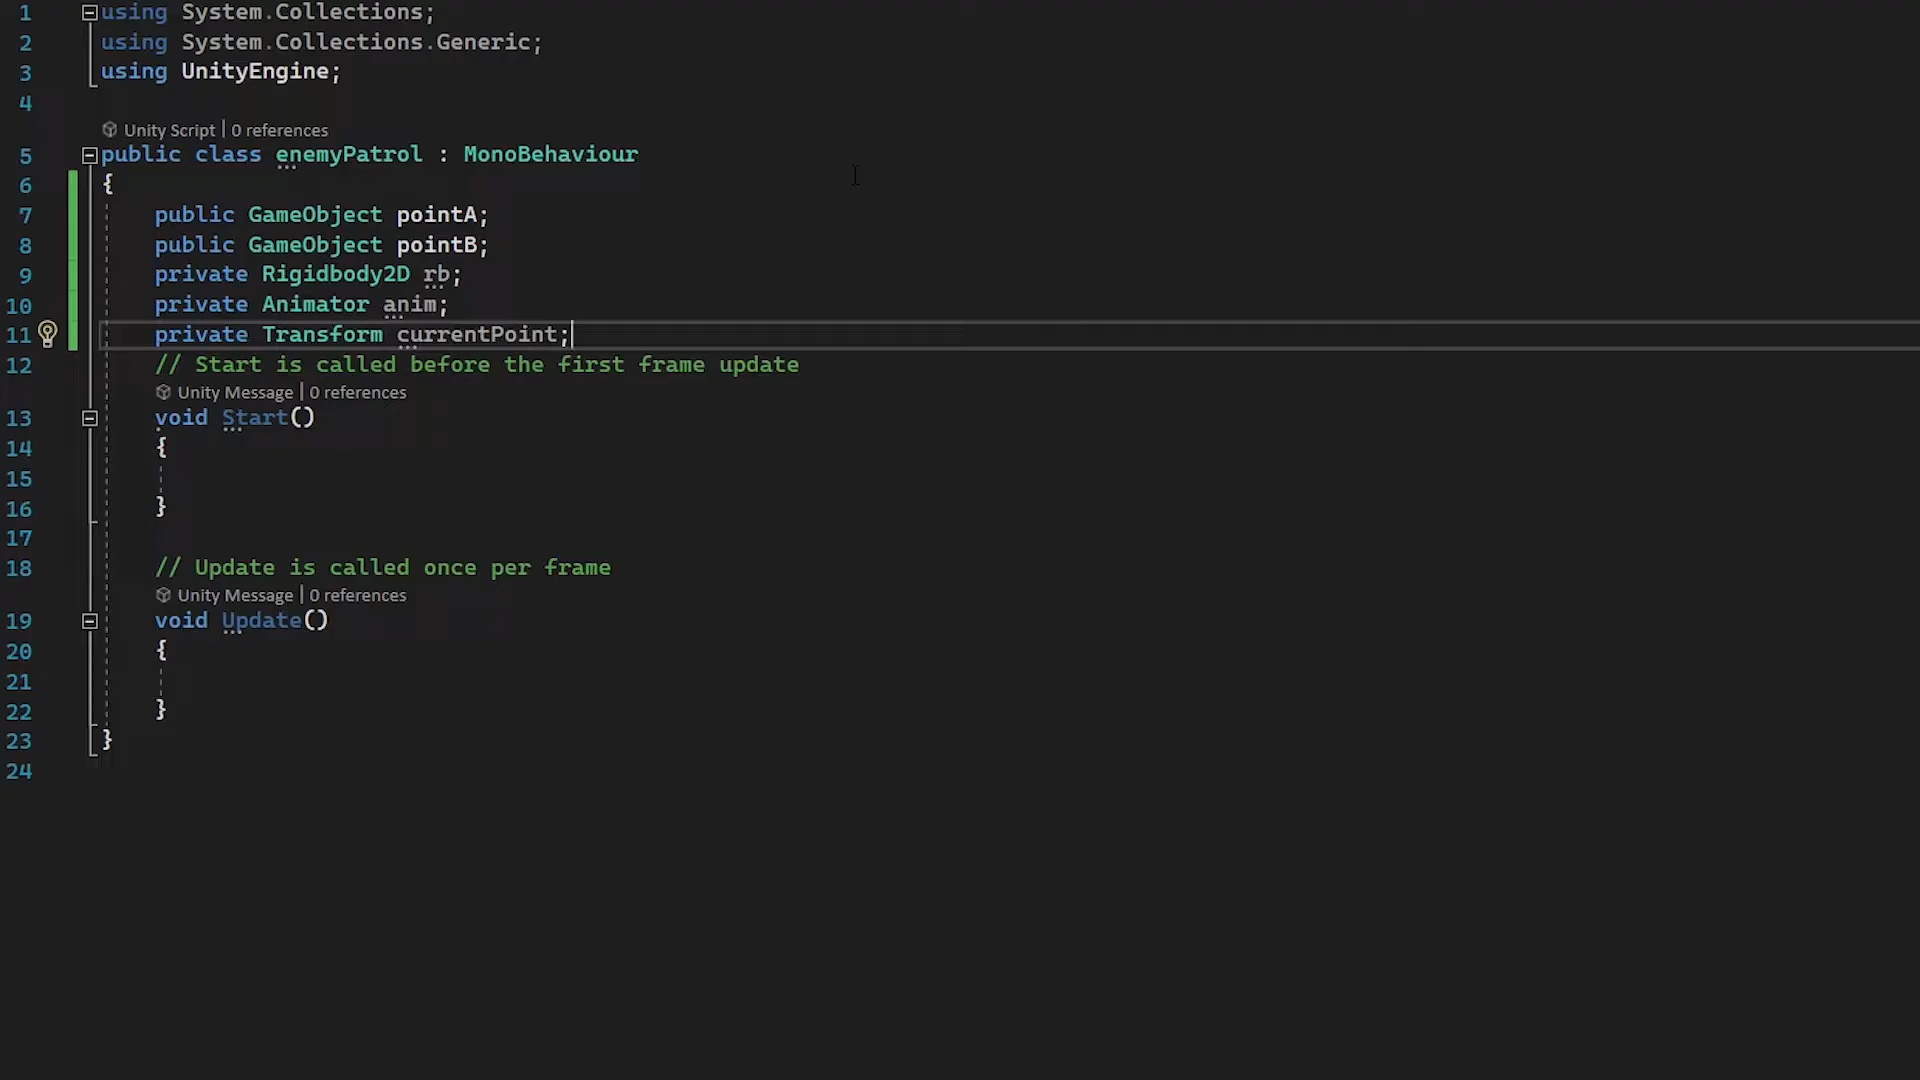 1 using System.Collections;
2 using System.Collections.Generic;
3 using UnityEngine;
4
Unity Script | 0 references
5 public class enemyPatrol : MonoBehaviour
6 {
7 public GameObject pointA;
8 public GameObject pointB;
9 private Rigidbody2D rb;
10 private Animator anim;
11 private Transform currentPoint;
12 // Start is called before the first frame update
Unity Message | 0 references
13 void Start()
14 {
15
16 }
17
18 // Update is called once per frame
Unity Message | 0 references
19 void Update()
20 {
21
22 }
23 }
24